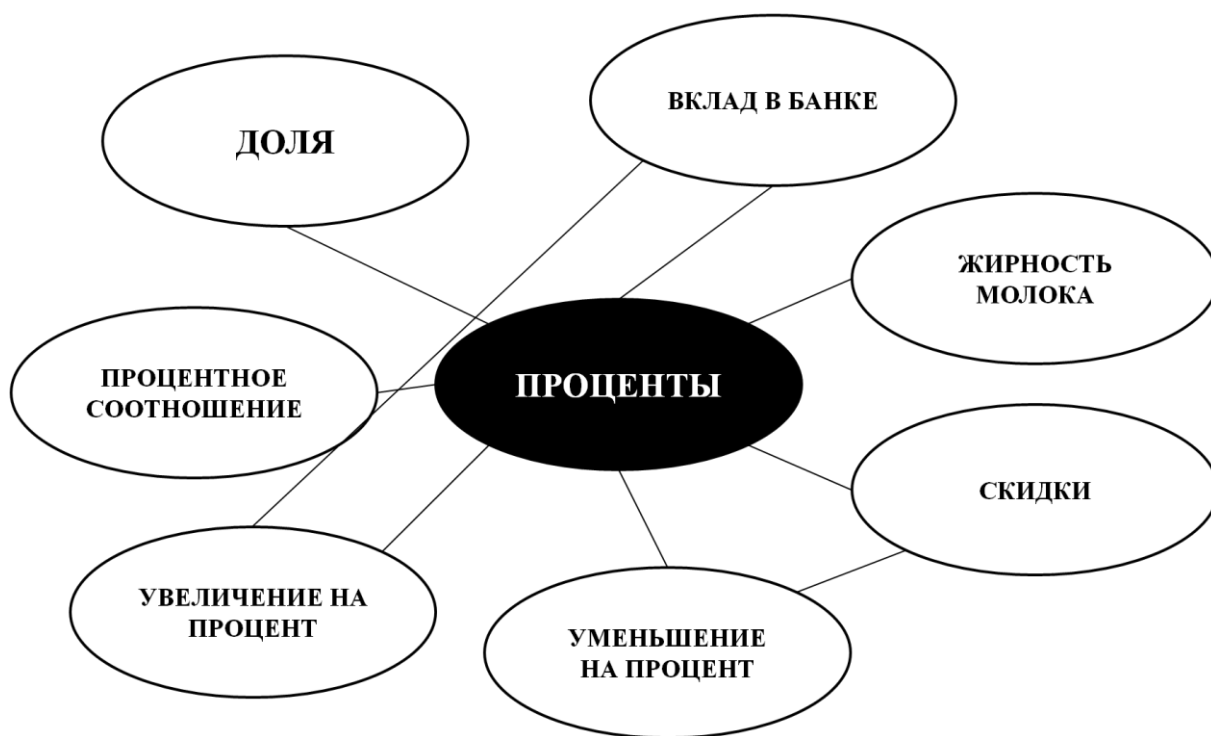 ДОЛЯ
ВКЛАД В БАНКЕ
ЖИРНОСТЬ
МОЛОКА
ПРОЦЕНТНОЕ
СООТНОШЕНИЕ
ПРОЦЕНТЫ
СКИДКИ
УВЕЛИЧЕНИЕ НА
ПРОЦЕНТ
УМЕНЬШЕНИЕ
НА ПРОЦЕНТ